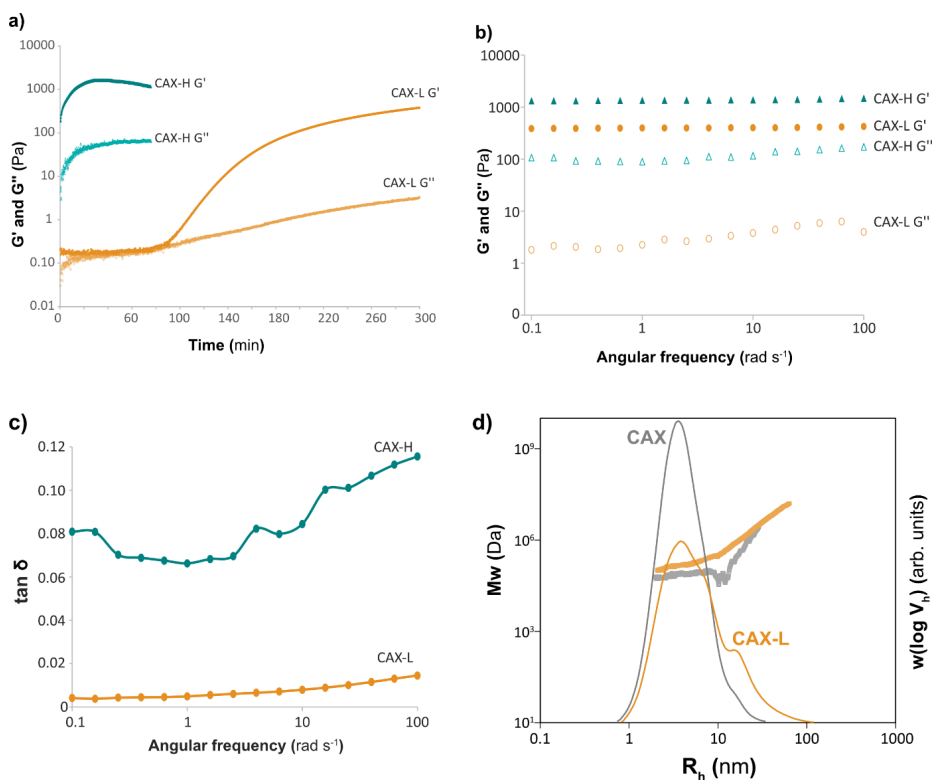 a)
10000
1000
100
10
1
0.10
0.01
G' and G'' (Pa)
CAX-H G'
CAX-H G''
CAX-L G'
CAX-L G''
0 60 100 140 180 220 260 300
Time (min)
b)
10000
1000
100
10
1
0
G' and G'' (Pa)
CAX-H G'
CAX-L G'
CAX-H G''
CAX-L G''
0.1 1 10 100
Angular frequency (rad s⁻¹)
c)
0.12
0.10
0.08
0.06
0.04
0.02
0
tan δ
CAX-H
CAX-L
0.1 1 10 100
Angular frequency (rad s⁻¹)
d)
10⁹
10⁶
10³
10¹
Mw (Da)
CAX
CAX-L
w(log Vₕ) (arb. units)
0.1 1 10 100 1000
Rₕ (nm)